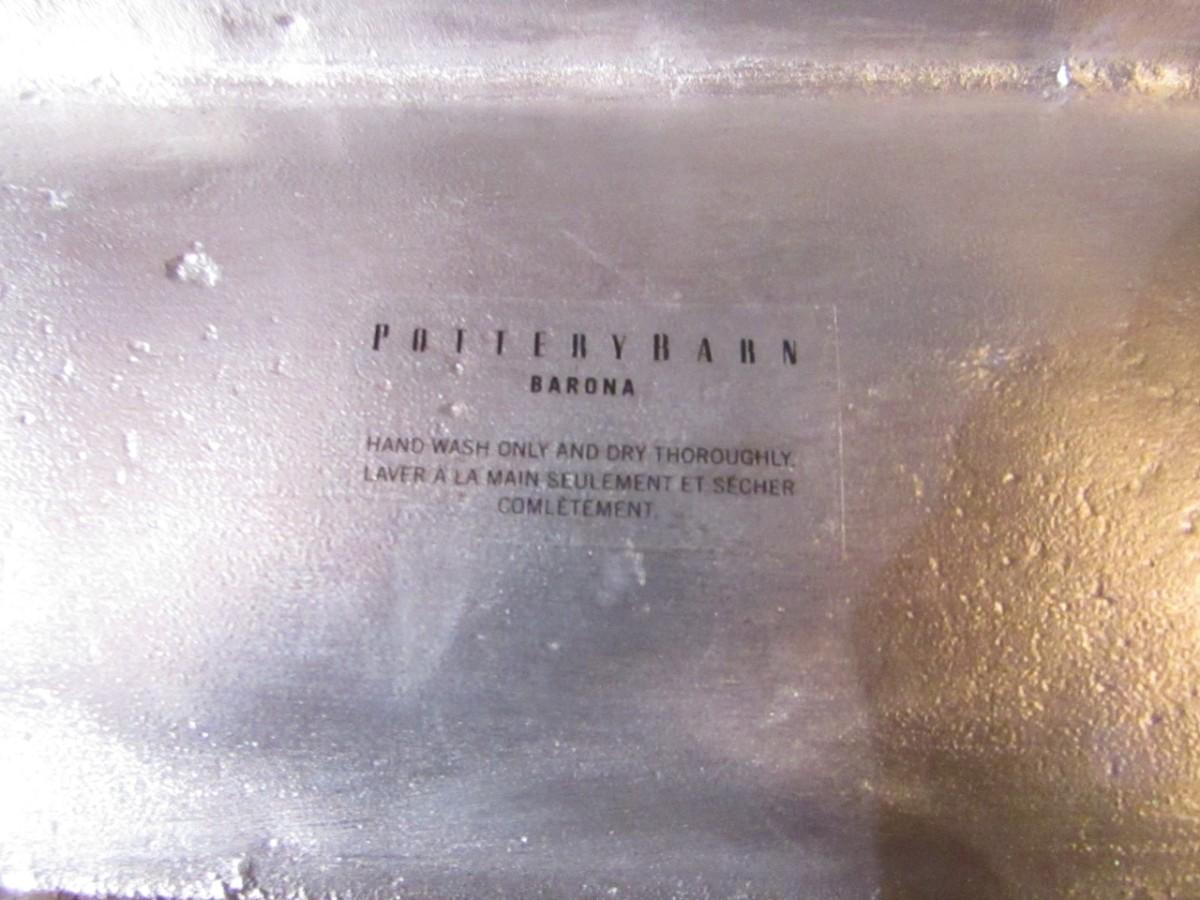 POTTERYBARN
BARONA
HAND WASH ONLY AND DRY THOROUGHLY.
LAVER À LA MAIN SEULEMENT ET SÉCHER
COMLÈTEMENT.